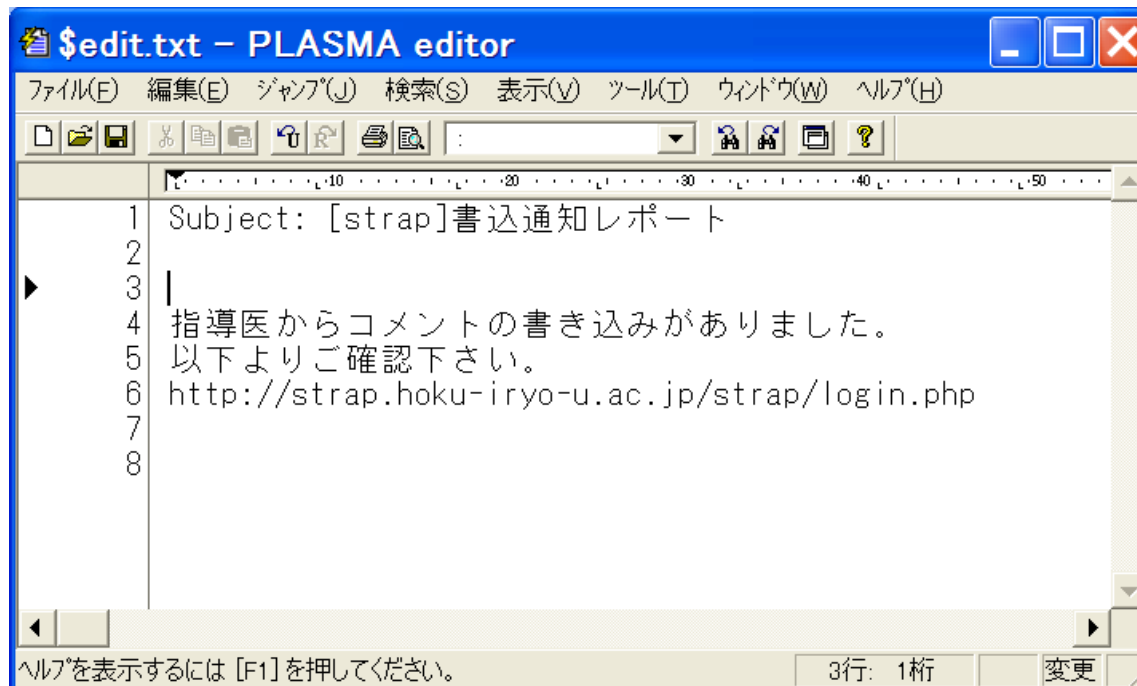 $edit.txt - PLASMA editor
ファイル(F) 編集(E) ジャンプ(J) 検索(S) 表示(V) ツール(T) ウィンドウ(W) ヘルプ(H)
:
10 20 30 40 50
1 Subject: [strap]書込通知レポート
2
3
4 指導医からコメントの書き込みがありました。
5 以下よりご確認下さい。
6 http://strap.hoku-iryo-u.ac.jp/strap/login.php
7
8
ヘルプを表示するには [F1] を押してください。 3行: 1桁 変更